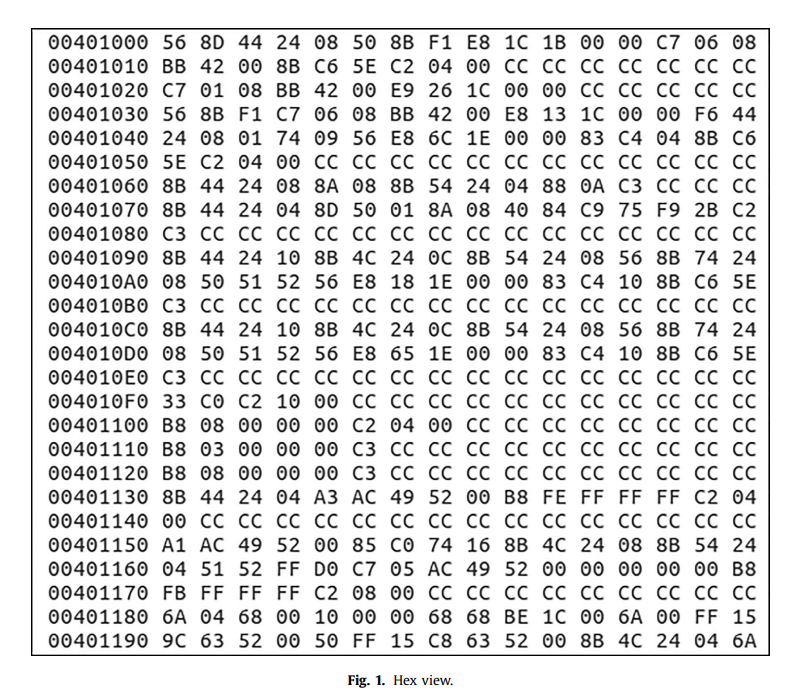 00401000 56 8D 44 24 08 50 8B F1 E8 1C 1B 00 00 C7 06 08
00401010 BB 42 00 8B C6 5E C2 04 00 CC CC CC CC CC CC CC
00401020 C7 01 08 BB 42 00 E9 26 1C 00 00 CC CC CC CC CC
00401030 56 8B F1 C7 06 08 BB 42 00 E8 13 1C 00 00 F6 44
00401040 24 08 01 74 09 56 E8 6C 1E 00 00 83 C4 04 8B C6
00401050 5E C2 04 00 CC CC CC CC CC CC CC CC CC CC CC CC
00401060 8B 44 24 08 8A 08 8B 54 24 04 88 0A C3 CC CC CC
00401070 8B 44 24 04 8D 50 01 8A 08 40 84 C9 75 F9 2B C2
00401080 C3 CC CC CC CC CC CC CC CC CC CC CC CC CC CC CC
00401090 8B 44 24 10 8B 4C 24 0C 8B 54 24 08 56 8B 74 24
004010A0 08 50 51 52 56 E8 18 1E 00 00 83 C4 10 8B C6 5E
004010B0 C3 CC CC CC CC CC CC CC CC CC CC CC CC CC CC CC
004010C0 8B 44 24 10 8B 4C 24 0C 8B 54 24 08 56 8B 74 24
004010D0 08 50 51 52 56 E8 65 1E 00 00 83 C4 10 8B C6 5E
004010E0 C3 CC CC CC CC CC CC CC CC CC CC CC CC CC CC CC
004010F0 33 C0 C2 10 00 CC CC CC CC CC CC CC CC CC CC CC
00401100 B8 08 00 00 00 C2 04 00 CC CC CC CC CC CC CC CC
00401110 B8 03 00 00 00 C3 CC CC CC CC CC CC CC CC CC CC
00401120 B8 08 00 00 00 C3 CC CC CC CC CC CC CC CC CC CC
00401130 8B 44 24 04 A3 AC 49 52 00 B8 FE FF FF FF C2 04
00401140 00 CC CC CC CC CC CC CC CC CC CC CC CC CC CC CC
00401150 A1 AC 49 52 00 85 C0 74 16 8B 4C 24 08 8B 54 24
00401160 04 51 52 FF D0 C7 05 AC 49 52 00 00 00 00 00 B8
00401170 FB FF FF FF C2 08 00 CC CC CC CC CC CC CC CC CC
00401180 6A 04 68 00 10 00 00 68 68 BE 1C 00 6A 00 FF 15
00401190 9C 63 52 00 50 FF 15 C8 63 52 00 8B 4C 24 04 6A
Fig. 1. Hex view.